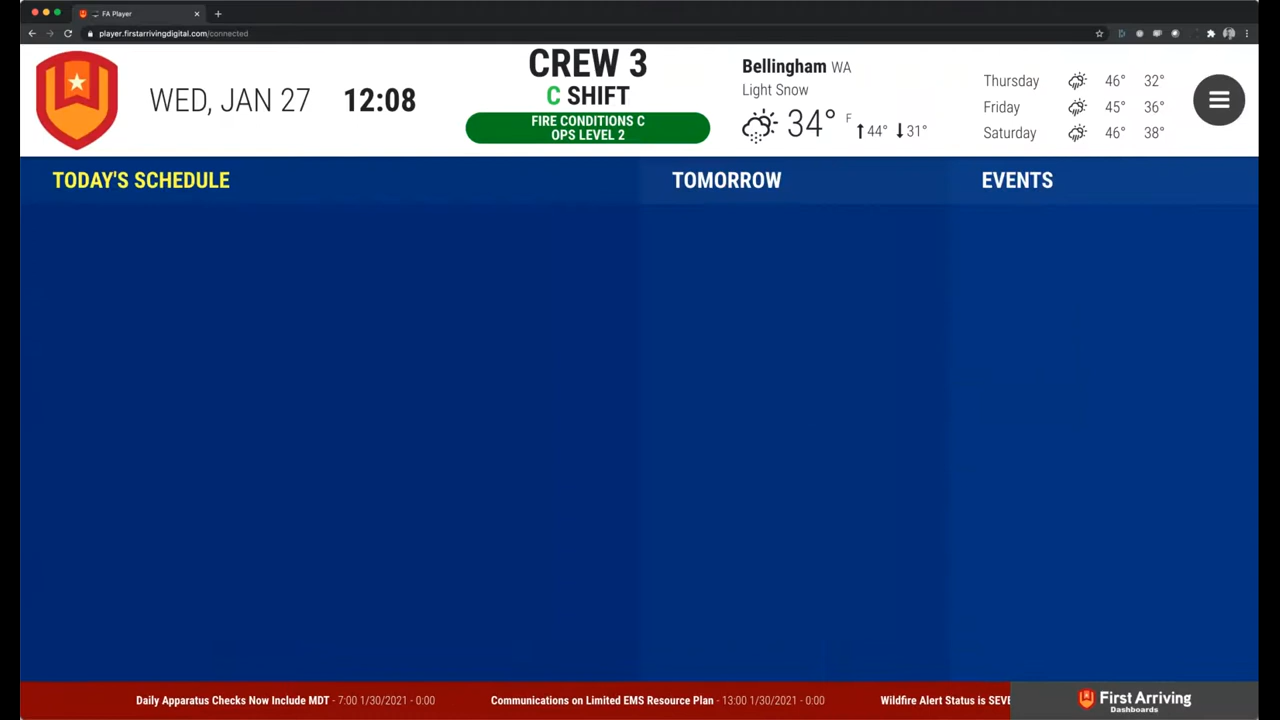 FA Player
player.firstarrivingdigital.com/connected
WED, JAN 27
12:08
CREW 3
C SHIFT
FIRE CONDITIONS C
OPS LEVEL 2
Bellingham WA
Light Snow
34° F 44° 31°
Thursday 46° 32°
Friday 45° 36°
Saturday 46° 38°
TODAY'S SCHEDULE
TOMORROW
EVENTS
Daily Apparatus Checks Now Include MDT - 7:00 1/30/2021 - 0:00
Communications on Limited EMS Resource Plan - 13:00 1/30/2021 - 0:00
Wildfire Alert Status is SEVE
First Arriving
Dashboards